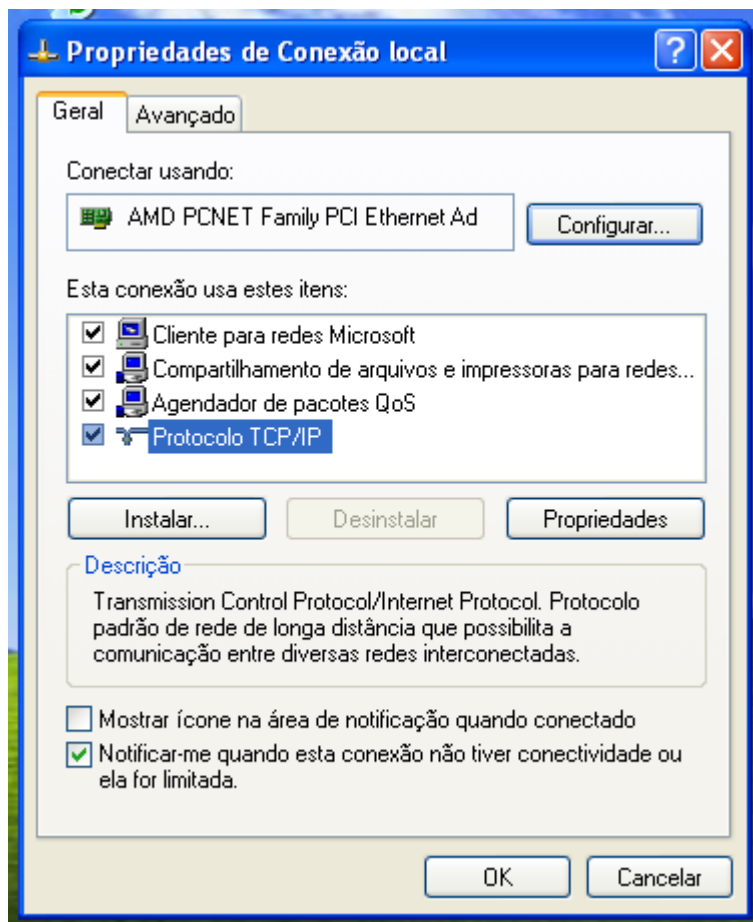 Propriedades de Conexão local
Geral
Avançado
Conectar usando:
AMD PCNET Family PCI Ethernet Ad
Configurar...
Esta conexão usa estes itens:
Cliente para redes Microsoft
Compartilhamento de arquivos e impressoras para redes...
Agendador de pacotes QoS
Protocolo TCP/IP
Instalar...
Desinstalar
Propriedades
Descrição
Transmission Control Protocol/Internet Protocol. Protocolo
padrão de rede de longa distância que possibilita a
comunicação entre diversas redes interconectadas.
Mostrar ícone na área de notificação quando conectado
Notificar-me quando esta conexão não tiver conectividade ou
ela for limitada.
OK
Cancelar